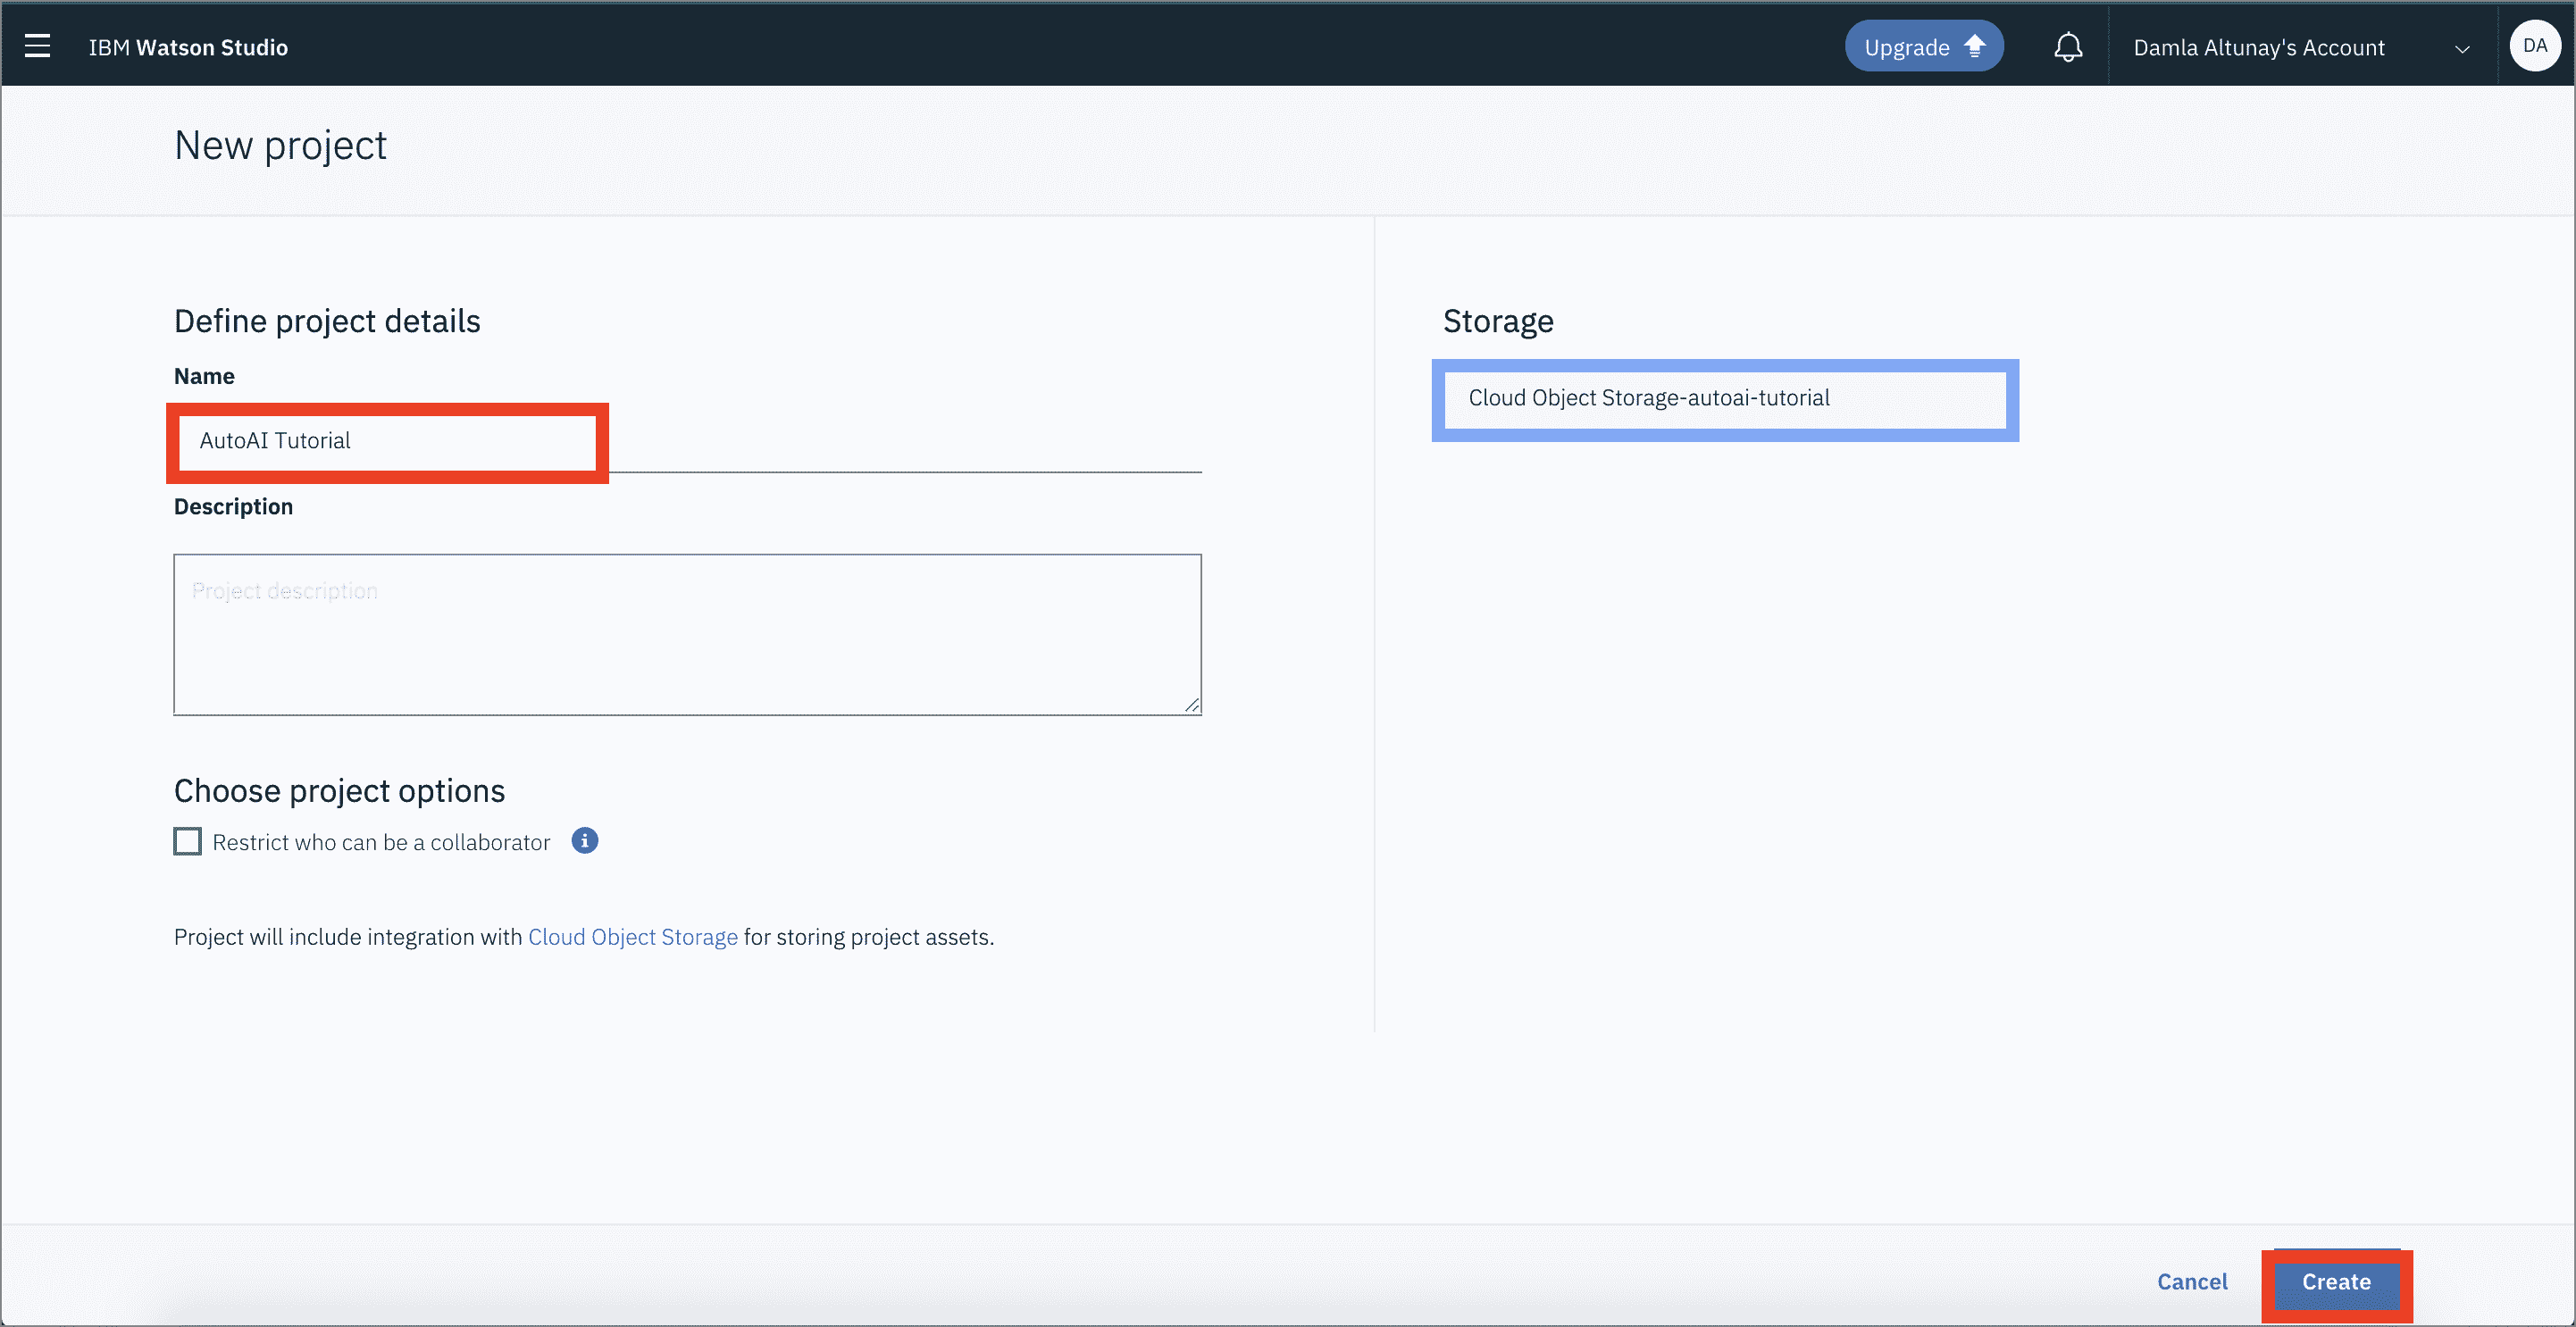 IBM Watson Studio
Upgrade
Damla Altunay's Account
DA
New project
Define project details
Name
AutoAI Tutorial
Description
Project description
Choose project options
Restrict who can be a collaborator
Project will include integration with Cloud Object Storage for storing project assets.
Storage
Cloud Object Storage-autoai-tutorial
Cancel
Create